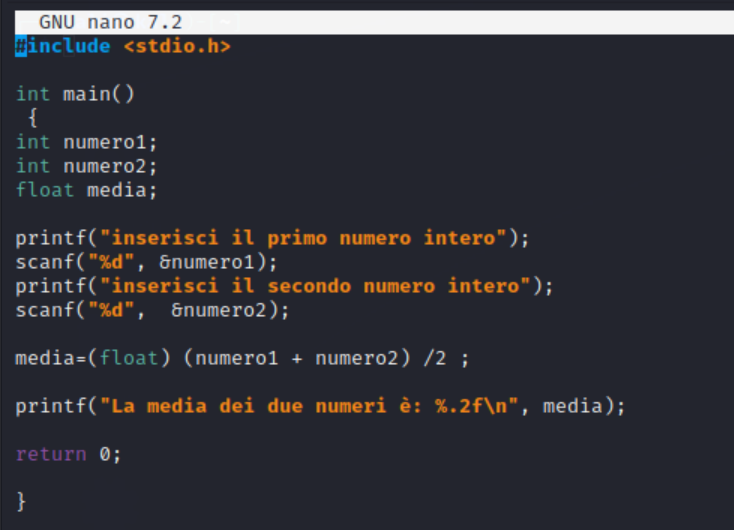 GNU nano 7.2
#include <stdio.h>
int main()
{
int numero1;
int numero2;
float media;
printf("inserisci il primo numero intero");
scanf("%d", &numero1);
printf("inserisci il secondo numero intero");
scanf("%d",  &numero2);
media=(float) (numero1 + numero2) /2 ;
printf("La media dei due numeri è: %.2f\n", media);
return 0;
}